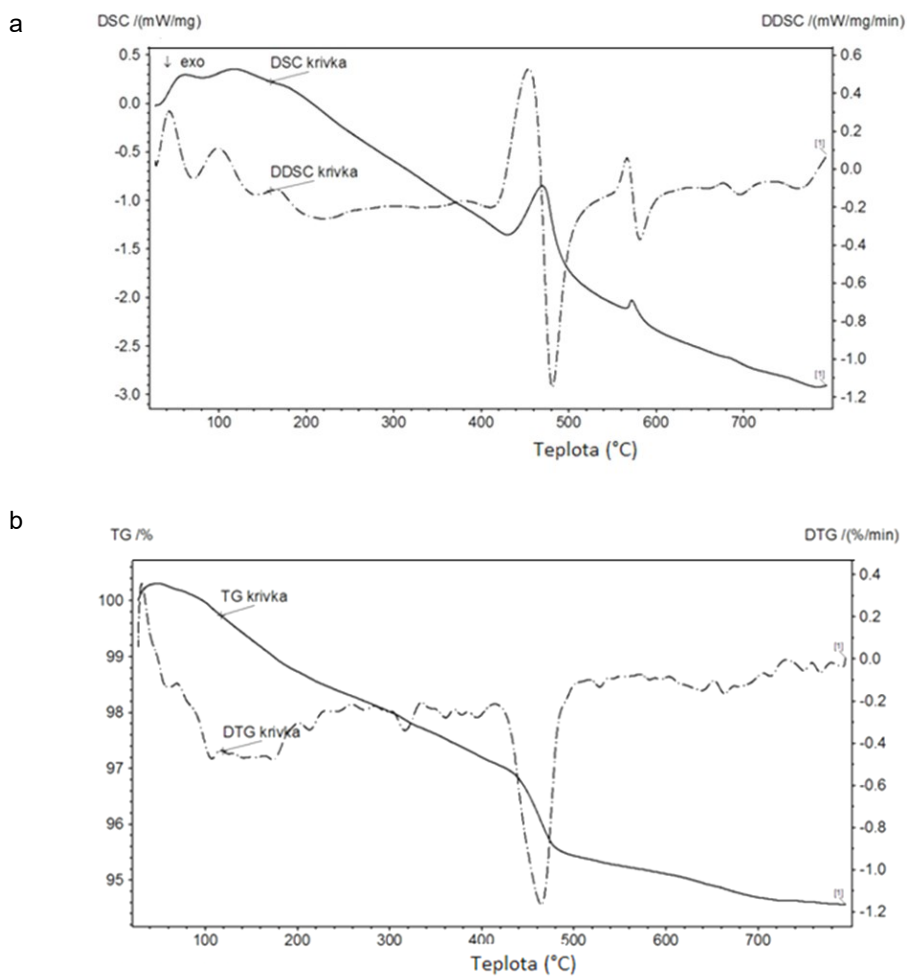 a
DSC /(mW/mg) DDSC /(mW/mg/min)
↓ exo
DSC krivka
DDSC krivka
[1]
[1]
0.5
0.0
-0.5
-1.0
-1.5
-2.0
-2.5
-3.0
0.6
0.4
0.2
0.0
-0.2
-0.4
-0.6
-0.8
-1.0
-1.2
100 200 300 400 500 600 700
Teplota (°C)
b
TG /% DTG /(%/min)
TG krivka
DTG krivka
[1]
[1]
100
99
98
97
96
95
0.4
0.2
0.0
-0.2
-0.4
-0.6
-0.8
-1.0
-1.2
100 200 300 400 500 600 700
Teplota (°C)